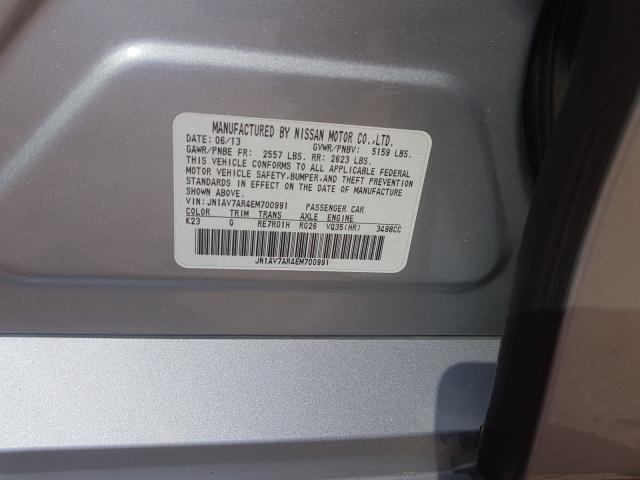 MANUFACTURED BY NISSAN MOTOR CO.,LTD.
DATE: 06/13 GVWR/PNBV: 5159 LBS.
GAWR/PNBE FR: 2557 LBS. RR: 2623 LBS.
THIS VEHICLE CONFORMS TO ALL APPLICABLE FEDERAL
MOTOR VEHICLE SAFETY,BUMPER,AND THEFT PREVENTION
STANDARDS IN EFFECT ON THE DATE OF MANUFACTURE
SHOWN ABOVE.
VIN: JN1AV7AR4EM700991 PASSENGER CAR
COLOR TRIM TRANS AXLE ENGINE
K23 G RE7R01H RG26 VQ35(HR) 3498CC
JN1AV7AR4EM700991